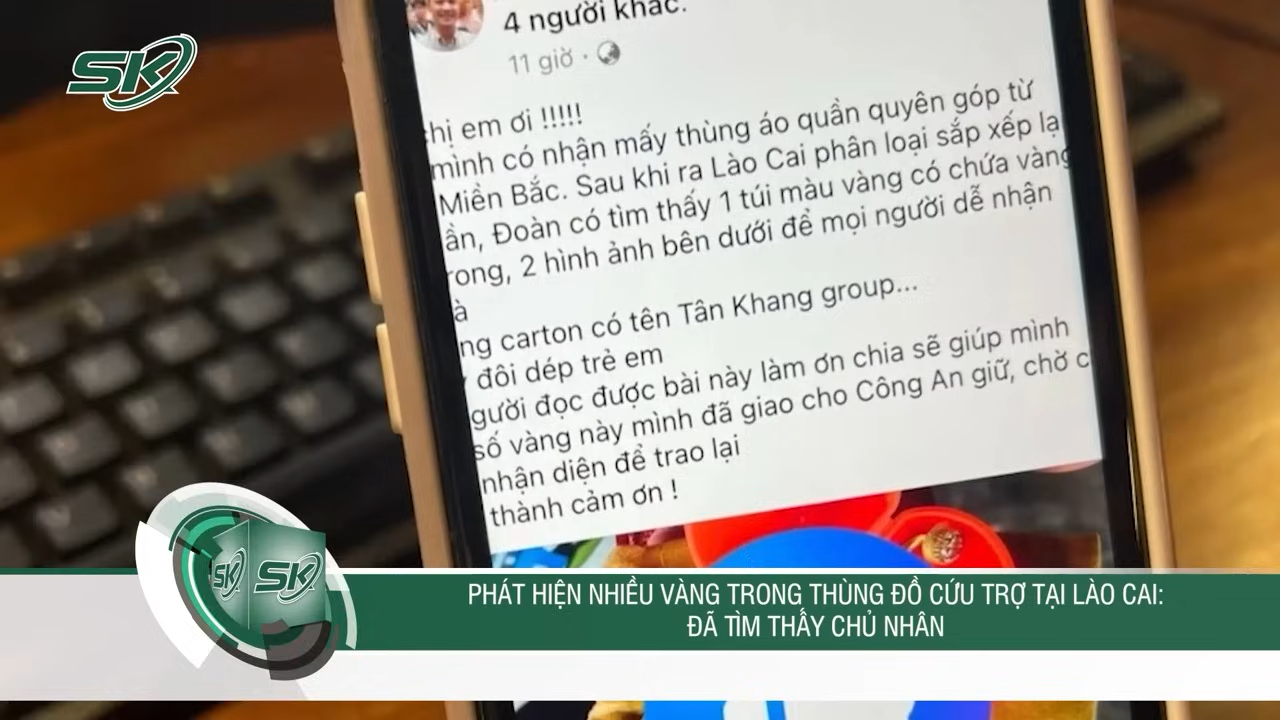 SK
4 người khác.
11 giờ ·
hị em ơi !!!!!
mình có nhận mấy thùng áo quần quyên góp từ
Miền Bắc. Sau khi ra Lào Cai phân loại sắp xếp lạ
ần, Đoàn có tìm thấy 1 túi màu vàng có chứa vàng
rong, 2 hình ảnh bên dưới để mọi người dễ nhận
à
ng carton có tên Tân Khang group...
đôi dép trẻ em
gười đọc được bài này làm ơn chia sẽ giúp mình
số vàng này mình đã giao cho Công An giữ, chờ c
nhận diện để trao lại
thành cảm ơn !
SK SK
PHÁT HIỆN NHIỀU VÀNG TRONG THÙNG ĐỒ CỨU TRỢ TẠI LÀO CAI:
ĐÃ TÌM THẤY CHỦ NHÂN